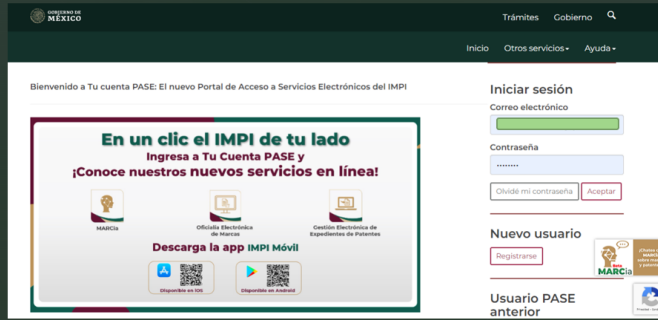 GOBIERNO DE
MÉXICO
Trámites Gobierno
Inicio Otros servicios Ayuda
Bienvenido a Tu cuenta PASE: El nuevo Portal de Acceso a Servicios Electrónicos del IMPI
En un clic el IMPI de tu lado
Ingresa a Tu Cuenta PASE y
¡Conoce nuestros nuevos servicios en línea!
MARCia
Oficialía Electrónica
de Marcas
Gestión Electrónica de
Expedientes de Patentes
Descarga la app IMPI Móvil
Disponible en iOS
Disponible en Android
Iniciar sesión
Correo electrónico
Contraseña
........
Olvidé mi contraseña Aceptar
Nuevo usuario
Registrarse
MARCia
Usuario PASE
anterior